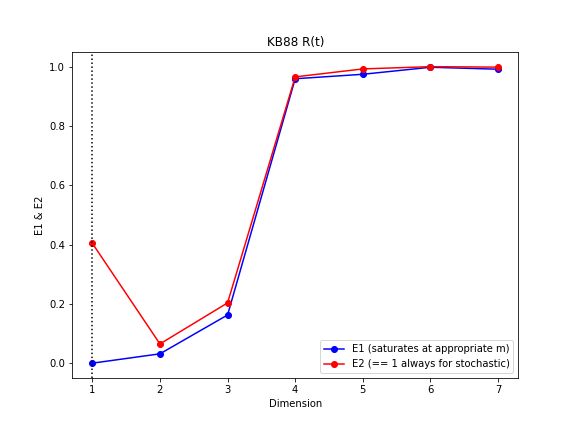 KB88 R(t)
E1 & E2
1.0
0.8
0.6
0.4
0.2
0.0
E1 (saturates at appropriate m)
E2 (== 1 always for stochastic)
1 2 3 4 5 6 7
Dimension